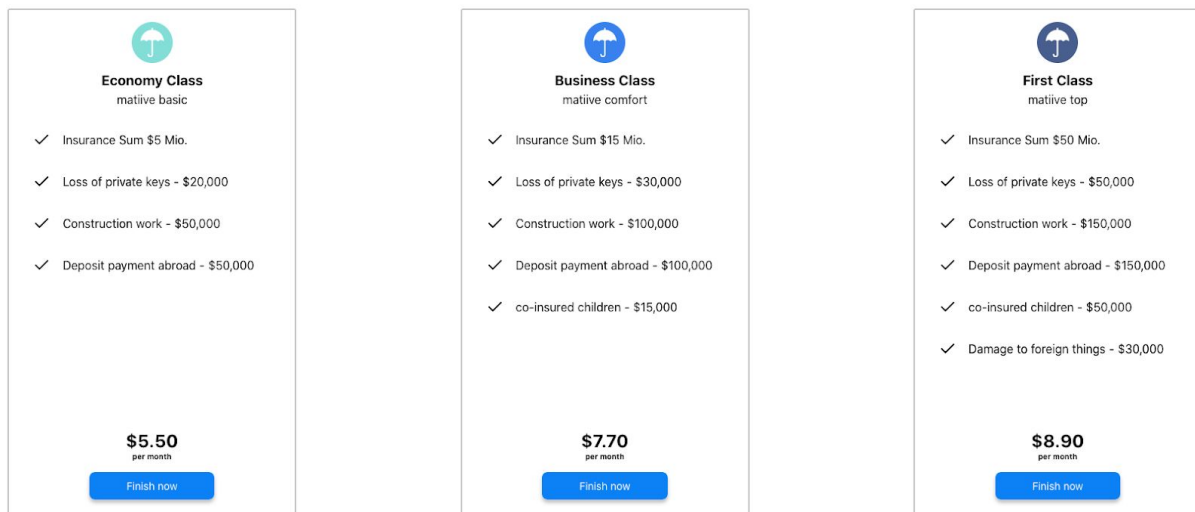 Economy Class
matiive basic
Insurance Sum $5 Mio.
Loss of private keys - $20,000
Construction work - $50,000
Deposit payment abroad - $50,000
$5.50
per month
Finish now
Business Class
matiive comfort
Insurance Sum $15 Mio.
Loss of private keys - $30,000
Construction work - $100,000
Deposit payment abroad - $100,000
co-insured children - $15,000
$7.70
per month
Finish now
First Class
matiive top
Insurance Sum $50 Mio.
Loss of private keys - $50,000
Construction work - $150,000
Deposit payment abroad - $150,000
co-insured children - $50,000
Damage to foreign things - $30,000
$8.90
per month
Finish now